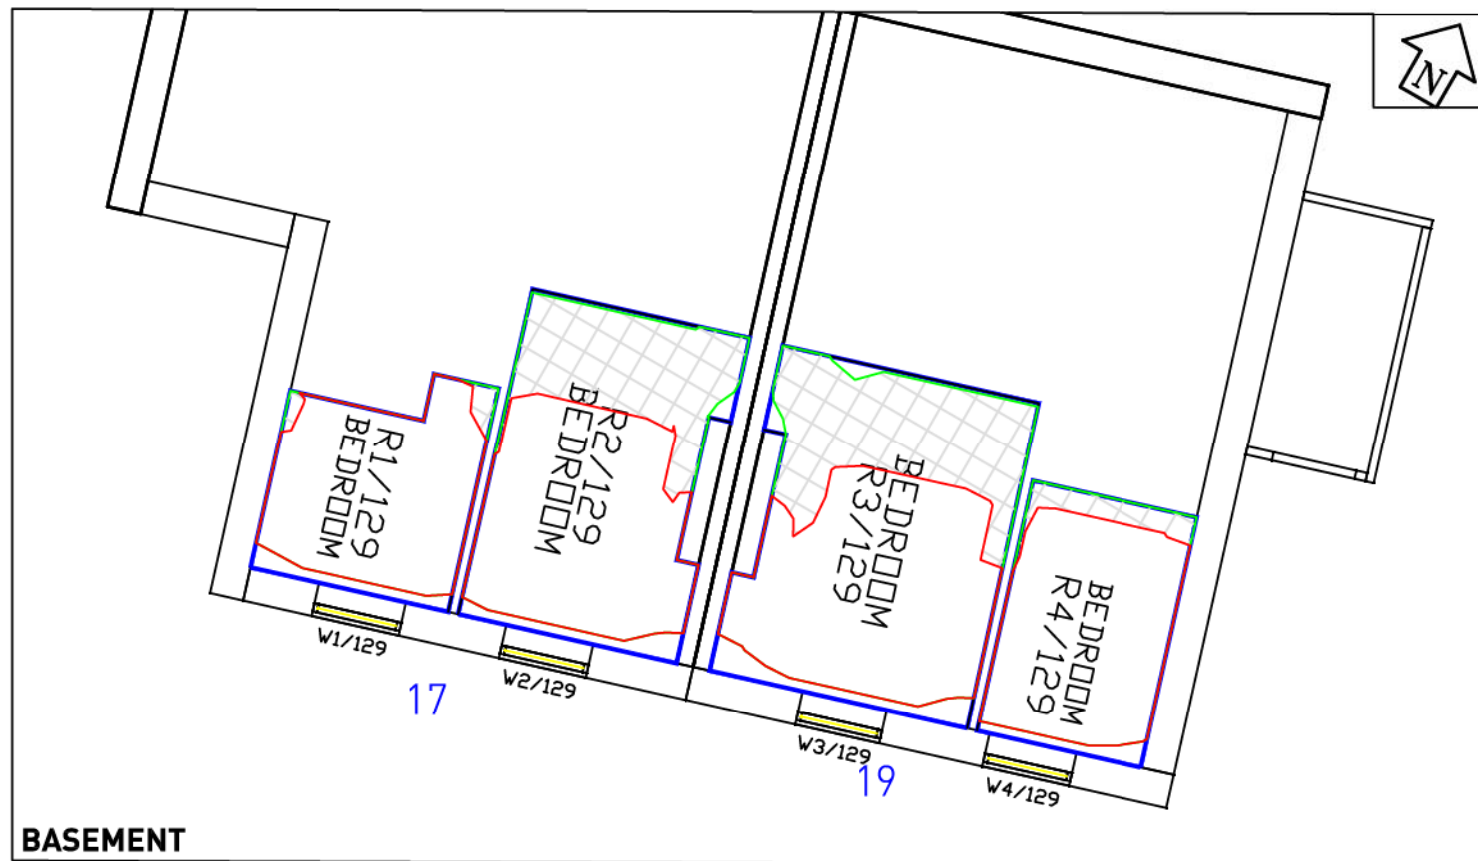 N
R1/129
BEDROOM
R2/129
BEDROOM
BEDROOM
R3/129
BEDROOM
R4/129
W1/129
W2/129
17
W3/129
19
W4/129
BASEMENT